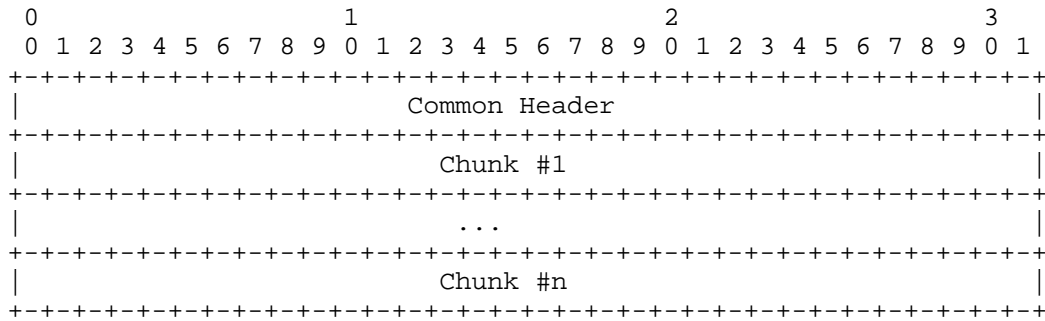 0                   1                   2                   3
 0 1 2 3 4 5 6 7 8 9 0 1 2 3 4 5 6 7 8 9 0 1 2 3 4 5 6 7 8 9 0 1
+-+-+-+-+-+-+-+-+-+-+-+-+-+-+-+-+-+-+-+-+-+-+-+-+-+-+-+-+-+-+-+-+
|                        Common Header                          |
+-+-+-+-+-+-+-+-+-+-+-+-+-+-+-+-+-+-+-+-+-+-+-+-+-+-+-+-+-+-+-+-+
|                          Chunk #1                             |
+-+-+-+-+-+-+-+-+-+-+-+-+-+-+-+-+-+-+-+-+-+-+-+-+-+-+-+-+-+-+-+-+
|                           ...                                 |
+-+-+-+-+-+-+-+-+-+-+-+-+-+-+-+-+-+-+-+-+-+-+-+-+-+-+-+-+-+-+-+-+
|                          Chunk #n                             |
+-+-+-+-+-+-+-+-+-+-+-+-+-+-+-+-+-+-+-+-+-+-+-+-+-+-+-+-+-+-+-+-+